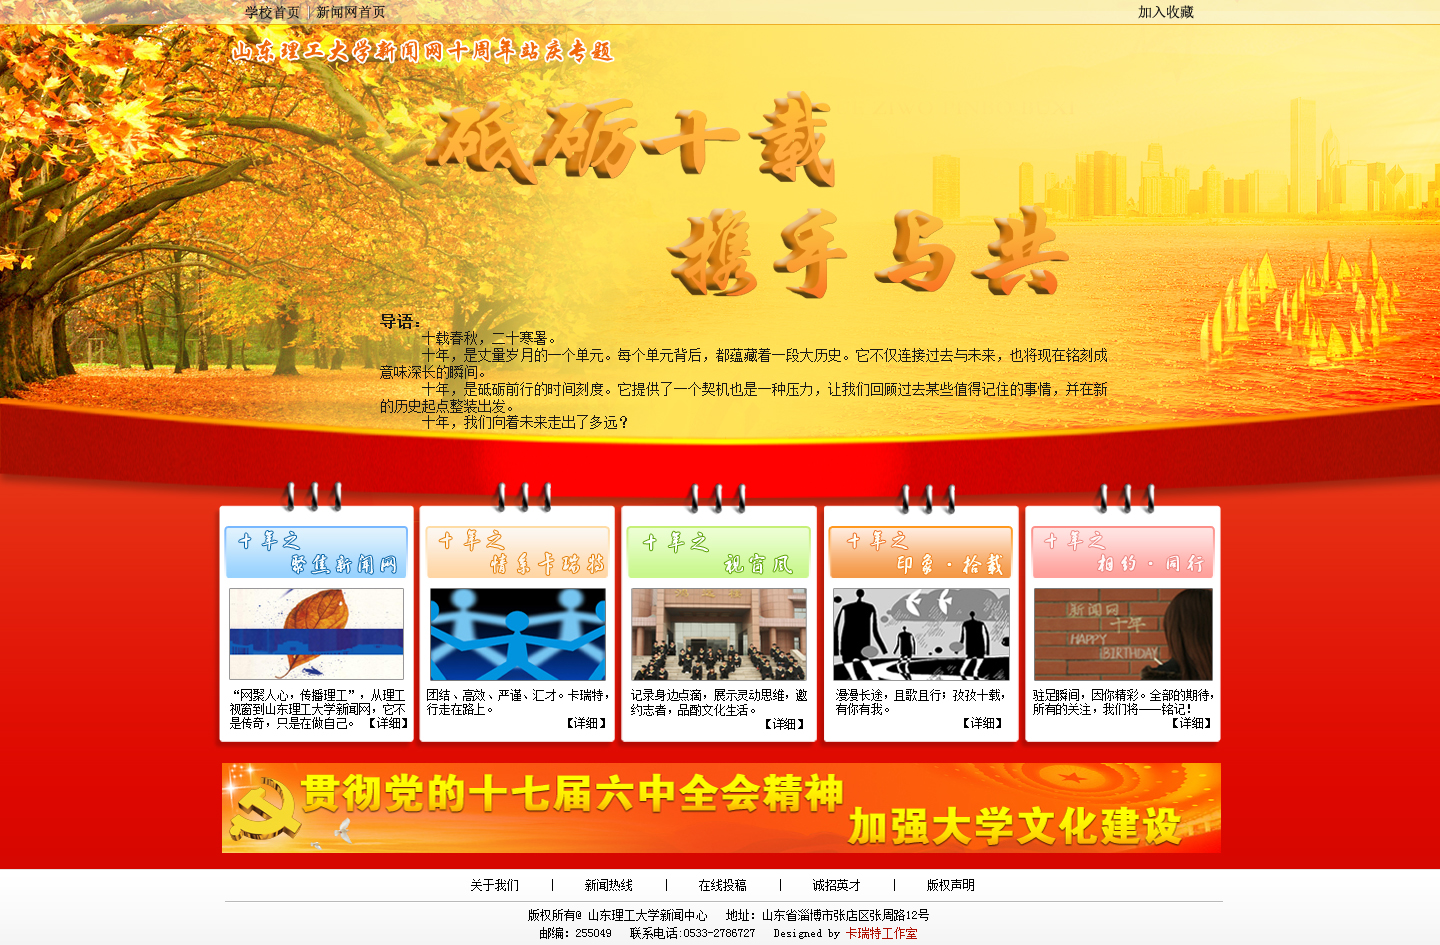 学校首页 | 新闻网首页
加入收藏
山东理工大学新闻网十周年站庆专题
砥砺十载
携手与共
导语：
十载春秋，二十寒暑。
十年，是丈量岁月的一个单元。每个单元背后，都蕴藏着一段大历史。它不仅连接过去与未来，也将现在铭刻成
意味深长的瞬间。
十年，是砥砺前行的时间刻度。它提供了一个契机也是一种压力，让我们回顾过去某些值得记住的事情，并在新
的历史起点整装出发。
十年，我们向着未来走出了多远？
十年之
聚焦新闻网
“网聚人心，传播理工”，从理工
视窗到山东理工大学新闻网，它不
是传奇，只是在做自己。 【详细】
十年之
情系卡瑞特
团结、高效、严谨、汇才。卡瑞特，
行走在路上。
【详细】
十年之
视窗风
记录身边点滴，展示灵动思维，邀
约志者，品酌文化生活。
【详细】
十年之
印象·拾载
漫漫长途，且歌且行；孜孜十载，
有你有我。
【详细】
十年之
相约·同行
新闻网
十年
HAPPY
BIRTHDAY
驻足瞬间，因你精彩。全部的期待，
所有的关注，我们将一一铭记！
【详细】
贯彻党的十七届六中全会精神
加强大学文化建设
关于我们 | 新闻热线 | 在线投稿 | 诚招英才 | 版权声明
版权所有@ 山东理工大学新闻中心 地址：山东省淄博市张店区张周路12号
邮编：255049 联系电话:0533-2786727 Designed by 卡瑞特工作室